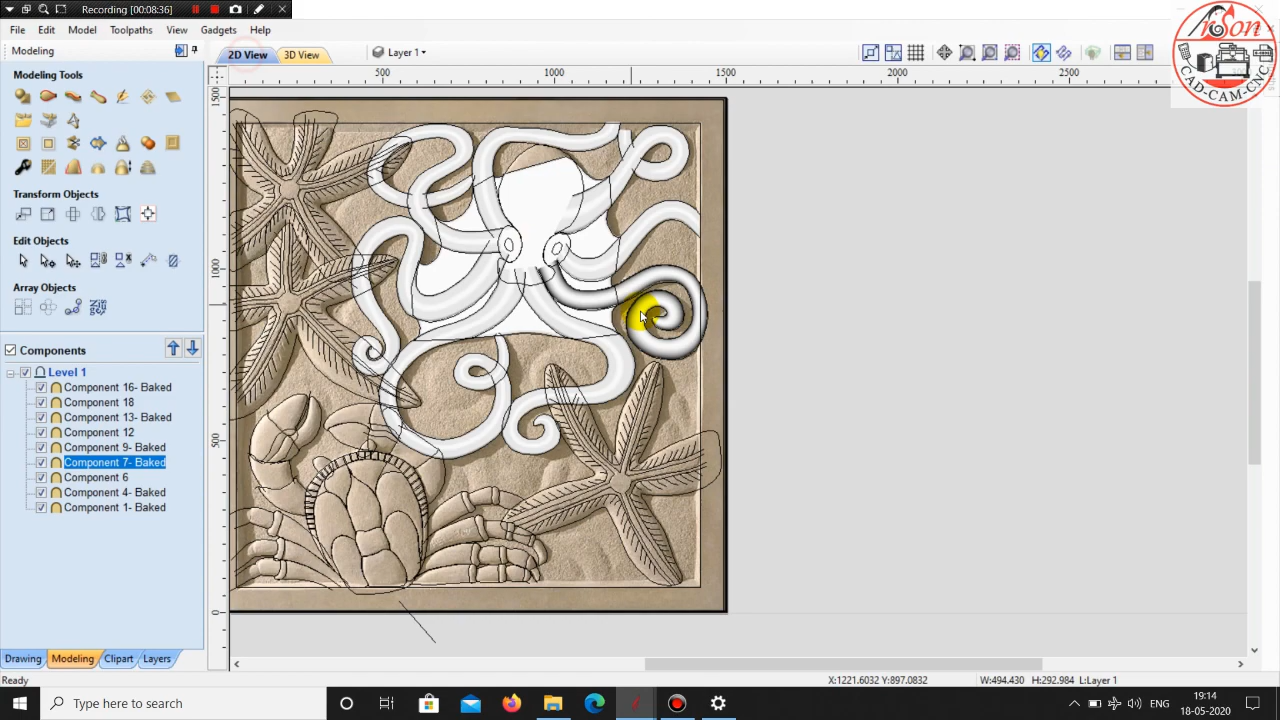 Recording [00:08:36]
File Edit Model Toolpaths View Gadgets Help
Modeling
2D View 3D View Layer 1
Modeling Tools
500 1000 1500 2000 2500
1500
1000
500
0
Transform Objects
Edit Objects
Array Objects
Components
Level 1
Component 16- Baked
Component 18
Component 13- Baked
Component 12
Component 9- Baked
Component 7- Baked
Component 6
Component 4- Baked
Component 1- Baked
Drawing Modeling Clipart Layers
Ready X:1221.6032 Y:897.0832 W:494.430 H:292.984 L:Layer 1
Type here to search
ENG
19:14
18-05-2020
CAD-CAM-CNC